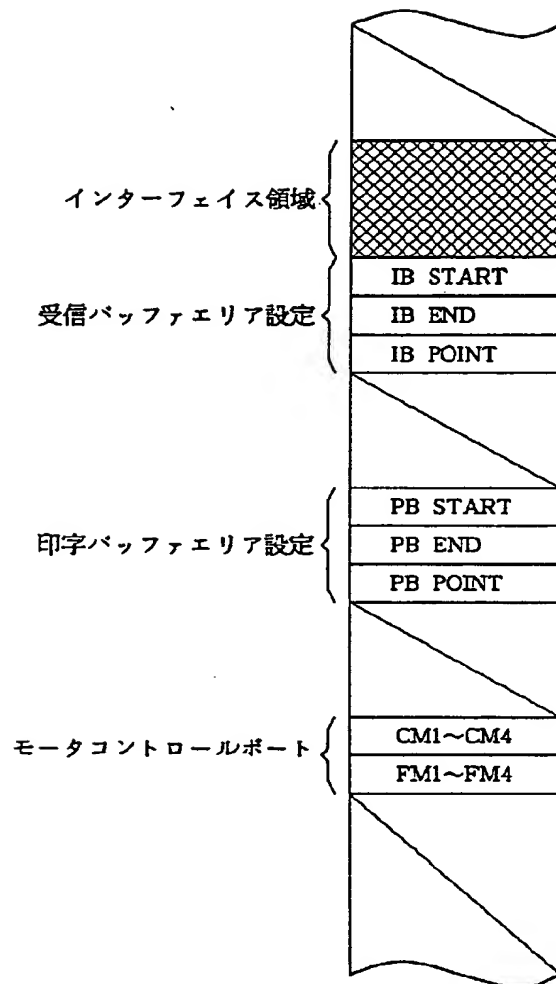 インターフェイス領域
IB START
受信バッファエリア設定
IB END
IB POINT
PB START
印字バッファエリア設定
PB END
PB POINT
モータコントロールポート
CM1~CM4
FM1~FM4